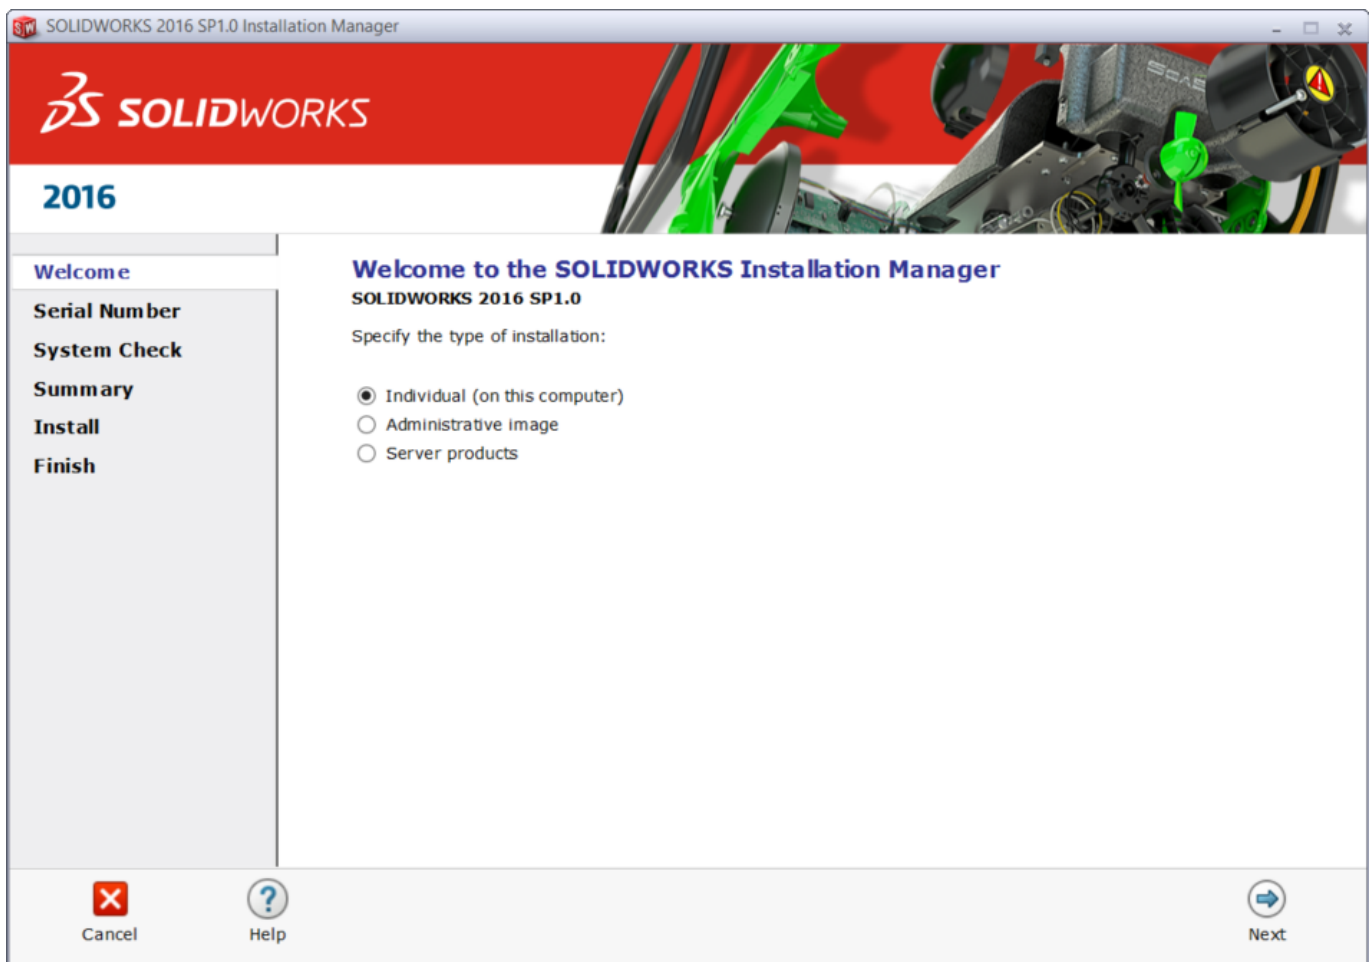 SOLIDWORKS 2016 SP1.0 Installation Manager
SOLIDWORKS
2016
Welcome
Serial Number
System Check
Summary
Install
Finish
Welcome to the SOLIDWORKS Installation Manager
SOLIDWORKS 2016 SP1.0
Specify the type of installation:
Individual (on this computer)
Administrative image
Server products
Cancel
Help
Next